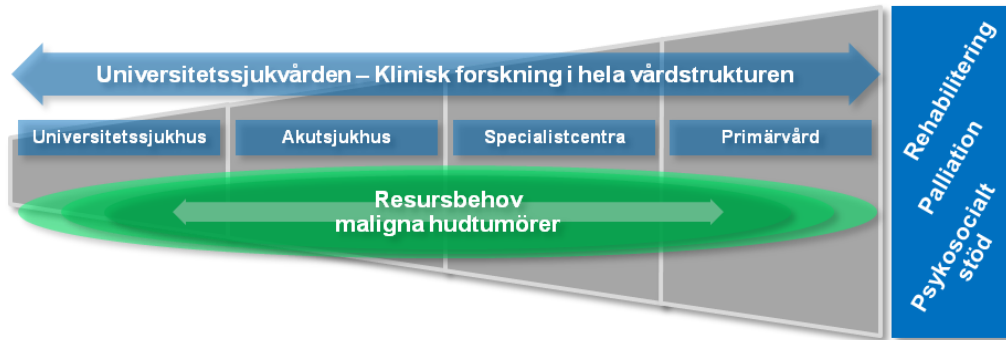 Universitetssjukvården – Klinisk forskning i hela vårdstrukturen
Universitetssjukhus
Akutsjukhus
Specialistcentra
Primärvård
Resursbehov
maligna hudtumörer
Rehabilitering
Palliation
Psykosocialt
stöd